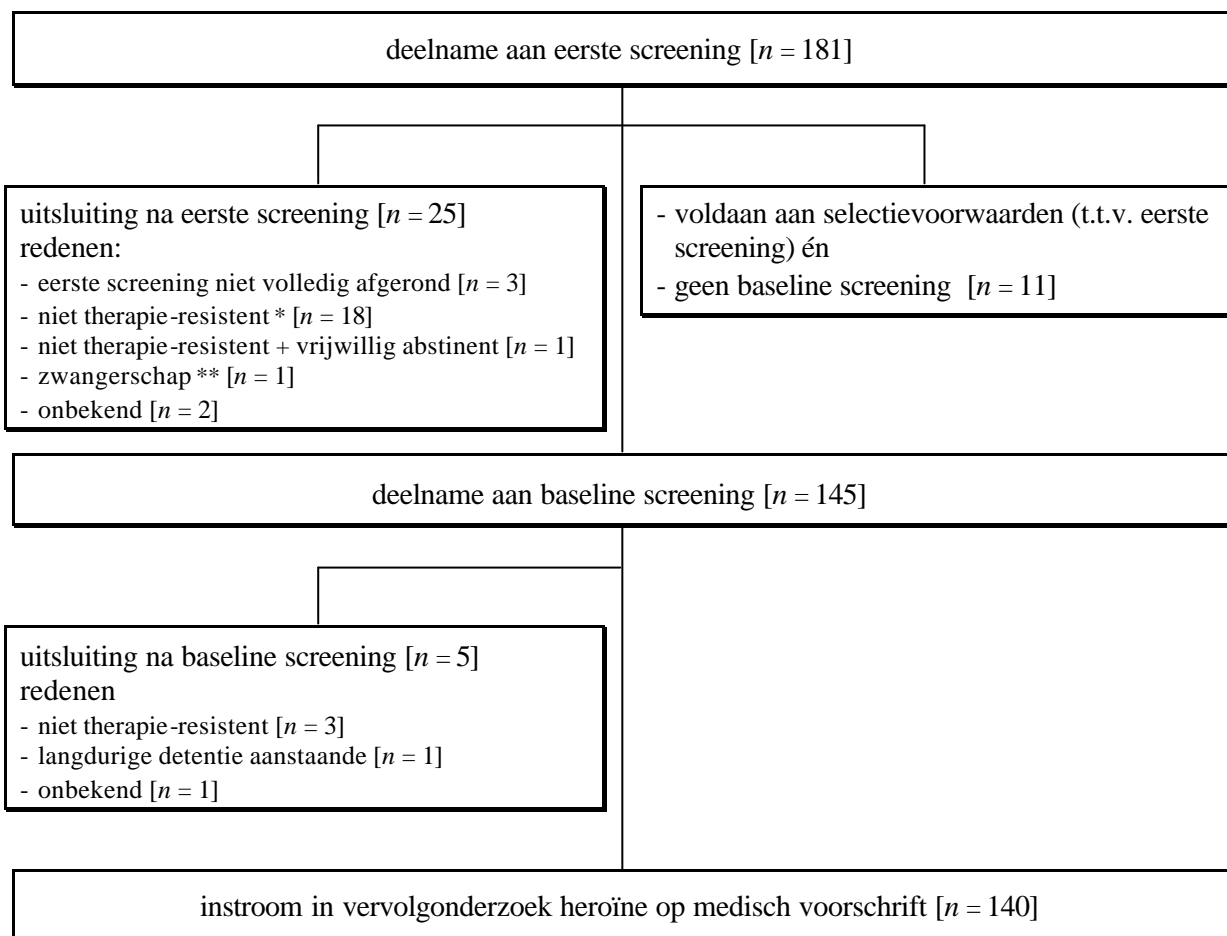 deelname aan eerste screening [n = 181]
uitsluiting na eerste screening [n = 25]
redenen:
- eerste screening niet volledig afgerond [n = 3]
- niet therapie-resistent * [n = 18]
- niet therapie-resistent + vrijwillig abstinent [n = 1]
- zwangerschap ** [n = 1]
- onbekend [n = 2]
- voldaan aan selectievoorwaarden (t.t.v. eerste
screening) én
- geen baseline screening [n = 11]
deelname aan baseline screening [n = 145]
uitsluiting na baseline screening [n = 5]
redenen
- niet therapie-resistent [n = 3]
- langdurige detentie aanstaande [n = 1]
- onbekend [n = 1]
instroom in vervolgonderzoek heroïne op medisch voorschrift [n = 140]